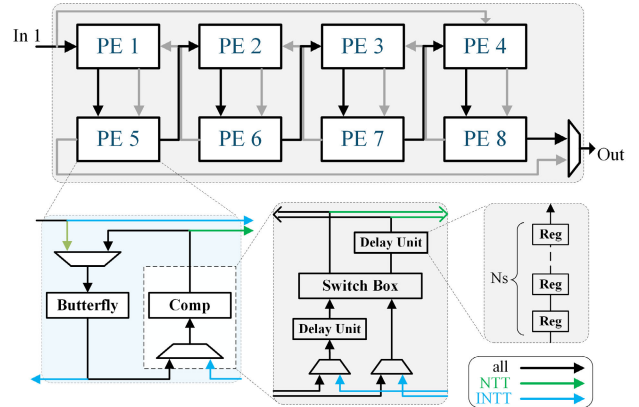 In 1
PE 1 PE 2 PE 3 PE 4
PE 5 PE 6 PE 7 PE 8
Out
Butterfly
Comp
Delay Unit
Switch Box
Delay Unit
Ns
Reg
Reg
Reg
all
NTT
INTT